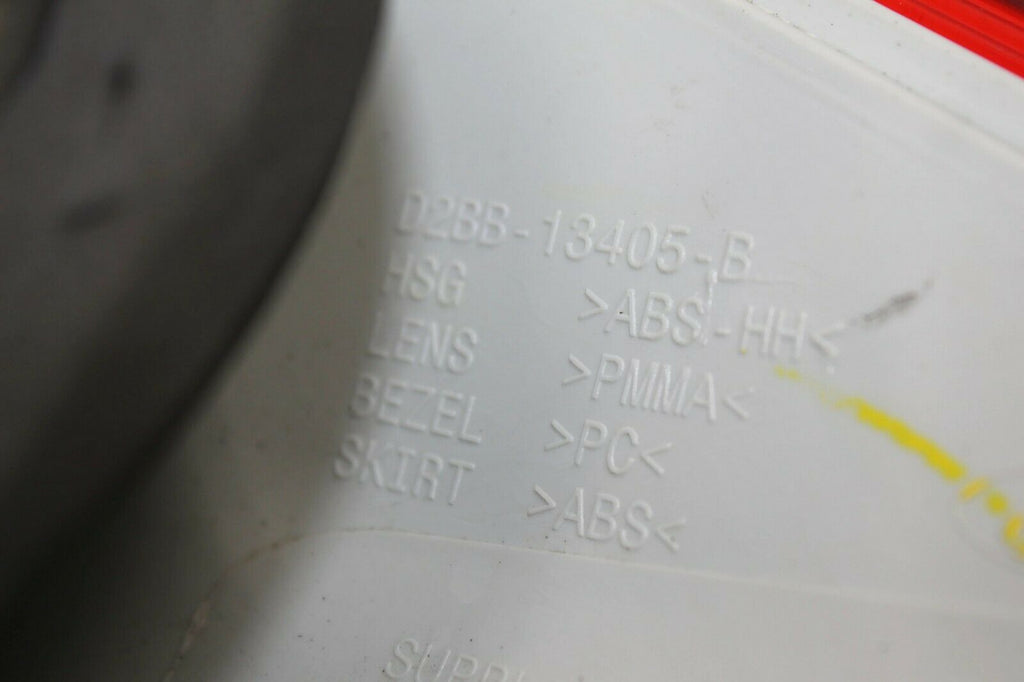 D2BB-13405-B
HSG >ABS-HH<
LENS >PMMA<
BEZEL >PC<
SKIRT >ABS<